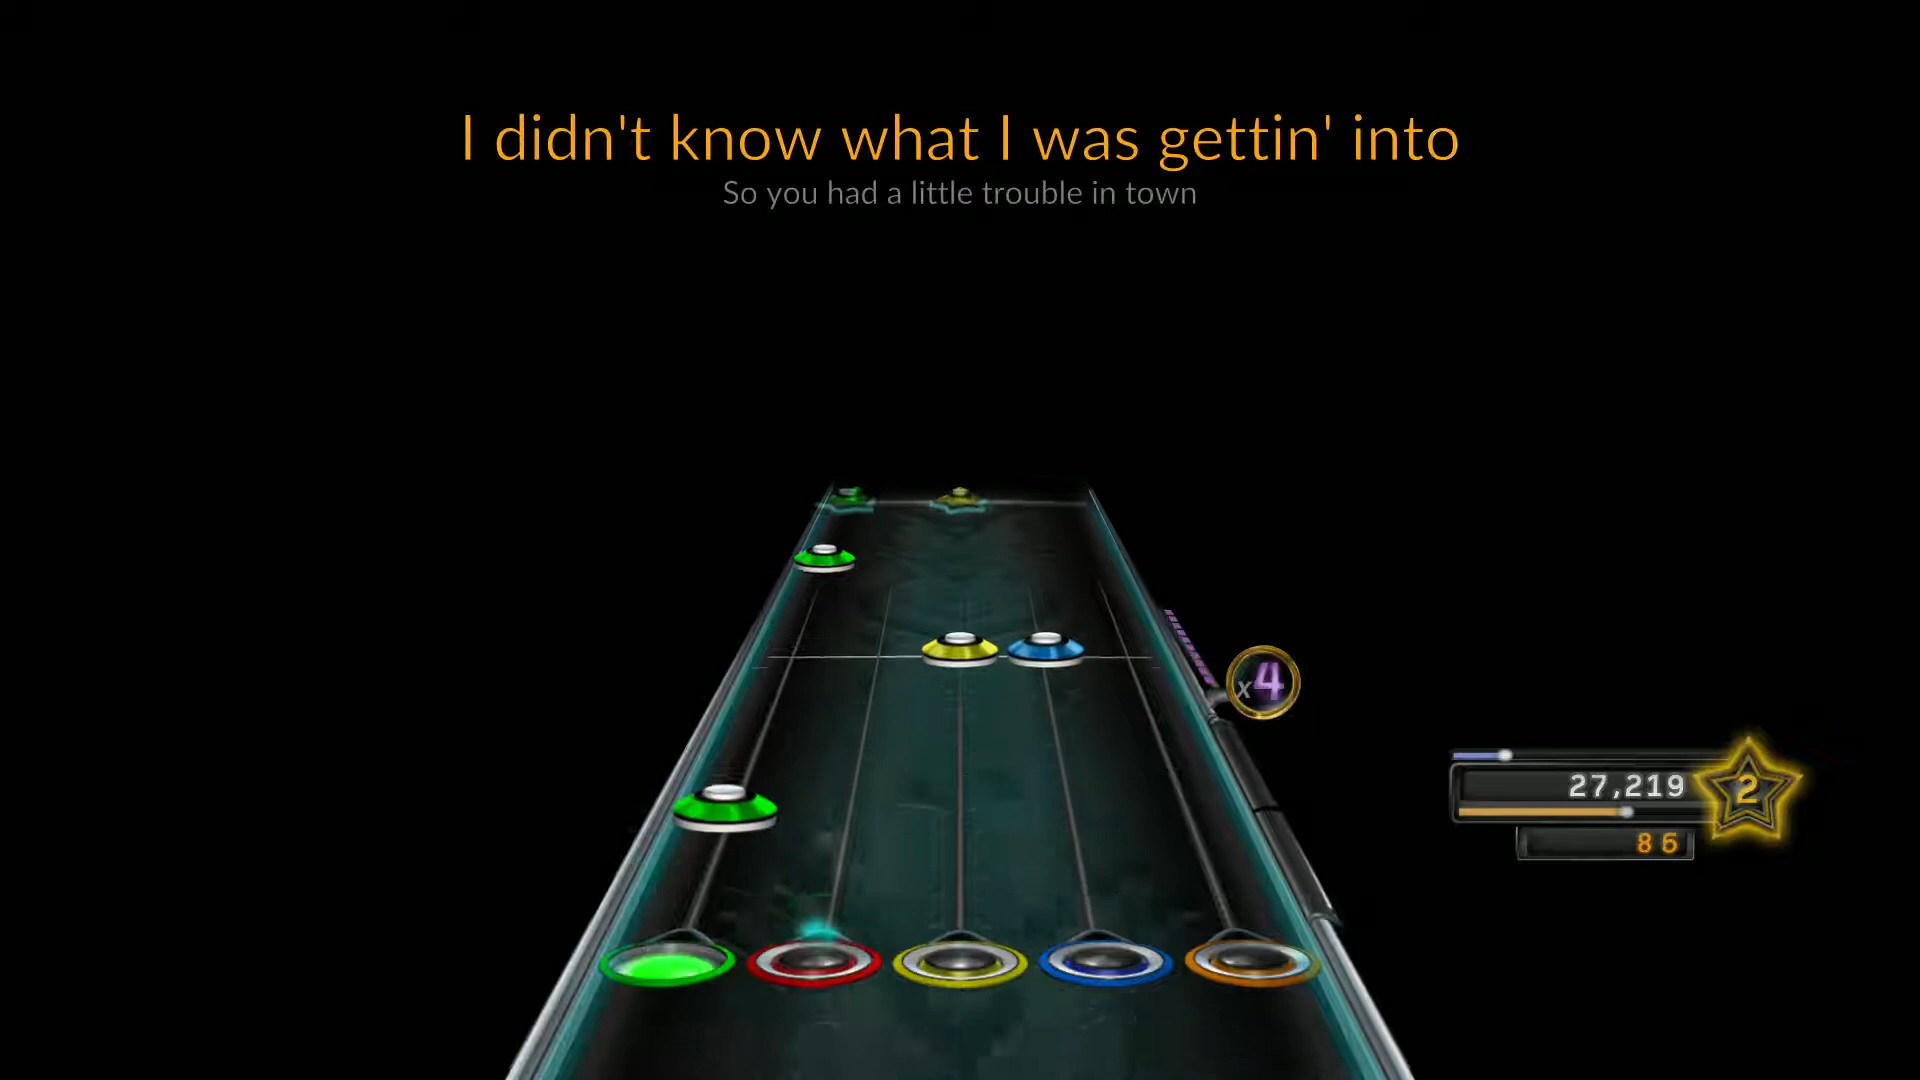 I didn't know what I was gettin' into
So you had a little trouble in town
x4
27,219
2
86